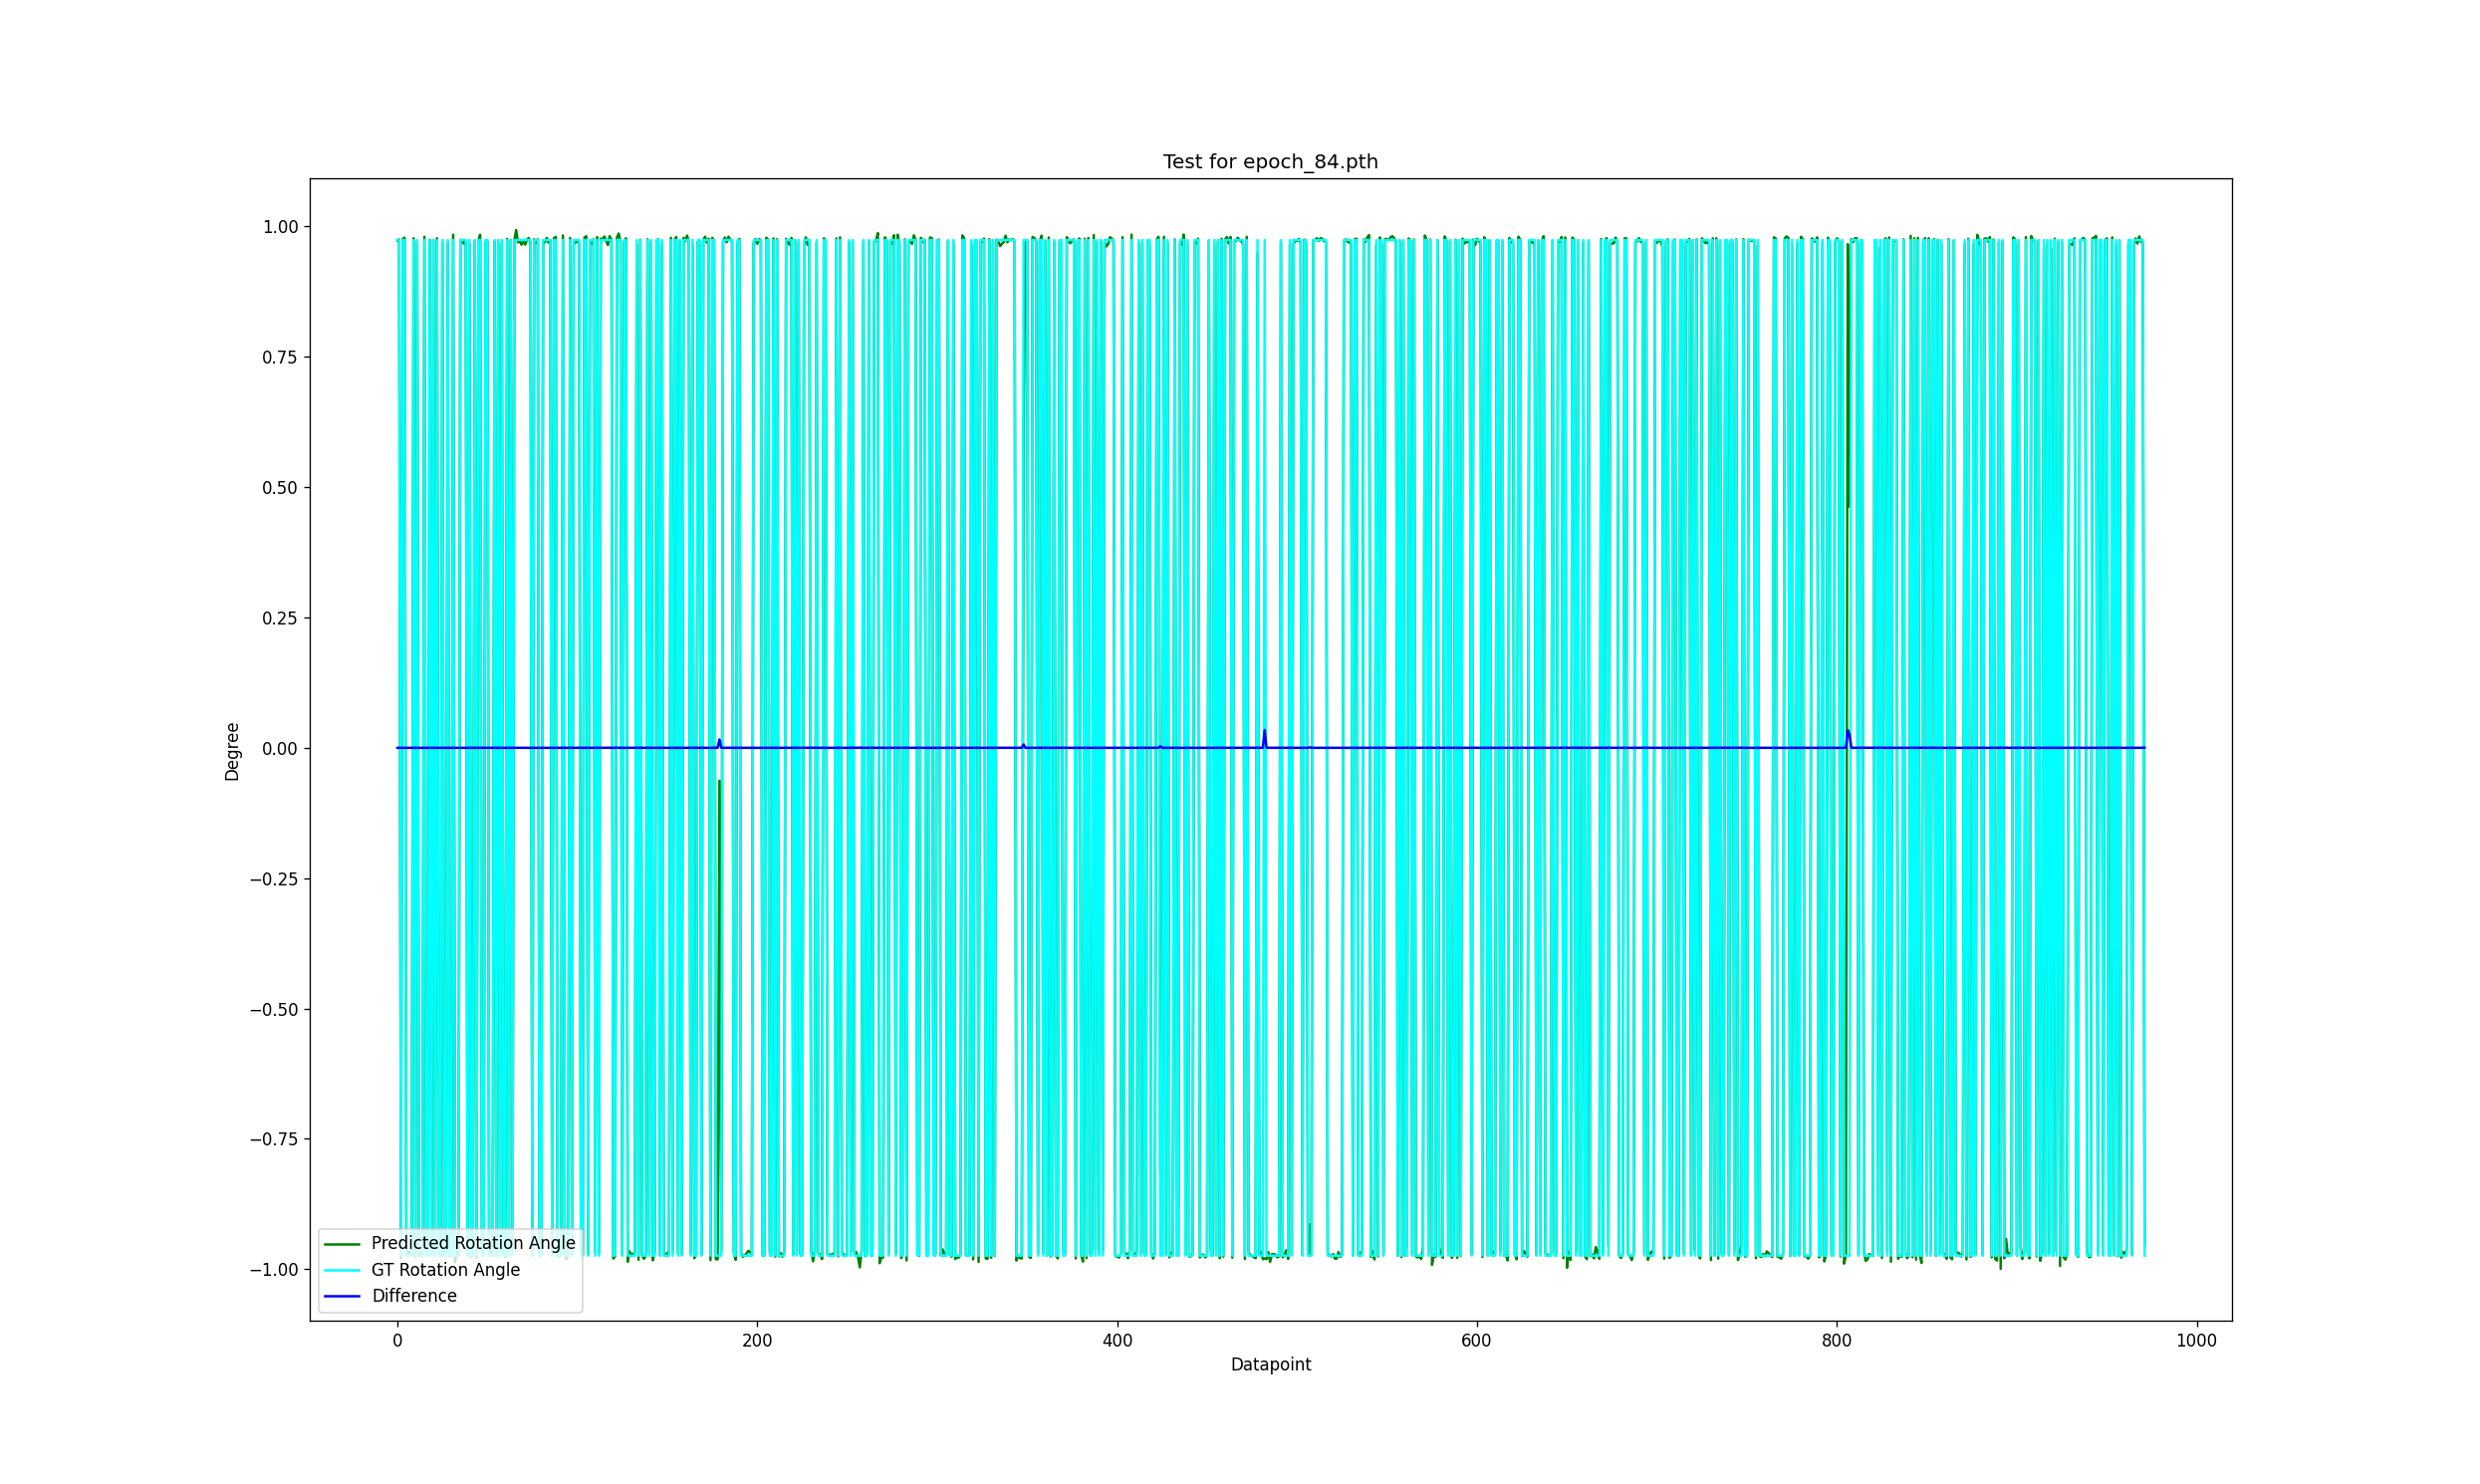 Test for epoch_84.pth
1.00
0.75
0.50
0.25
0.00
−0.25
−0.50
−0.75
−1.00
Degree
Predicted Rotation Angle
GT Rotation Angle
Difference
0 200 400 600 800 1000
Datapoint